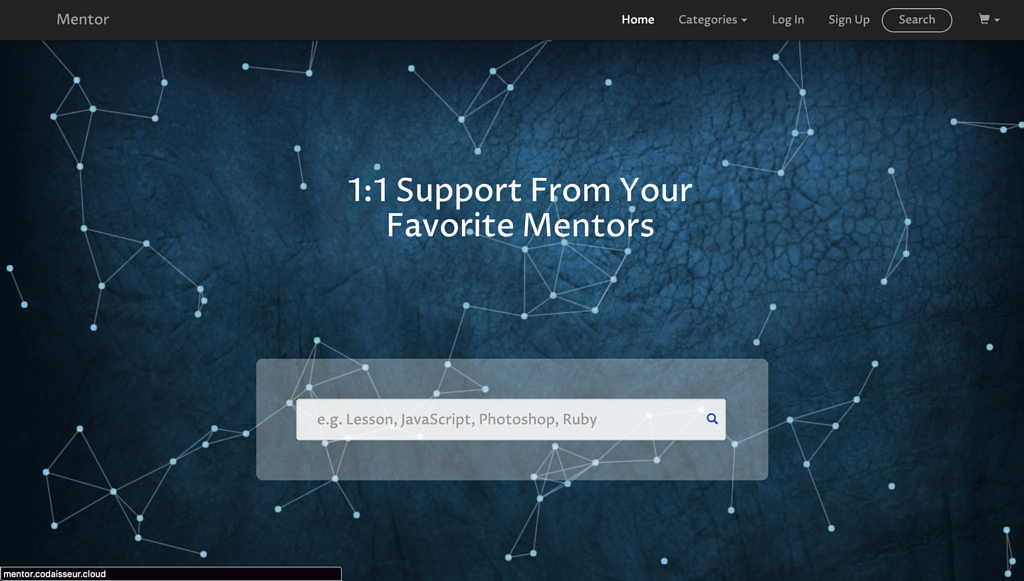 Mentor
Home Categories Log In Sign Up Search
1:1 Support From Your
Favorite Mentors
e.g. Lesson, JavaScript, Photoshop, Ruby
mentor.codaisseur.cloud